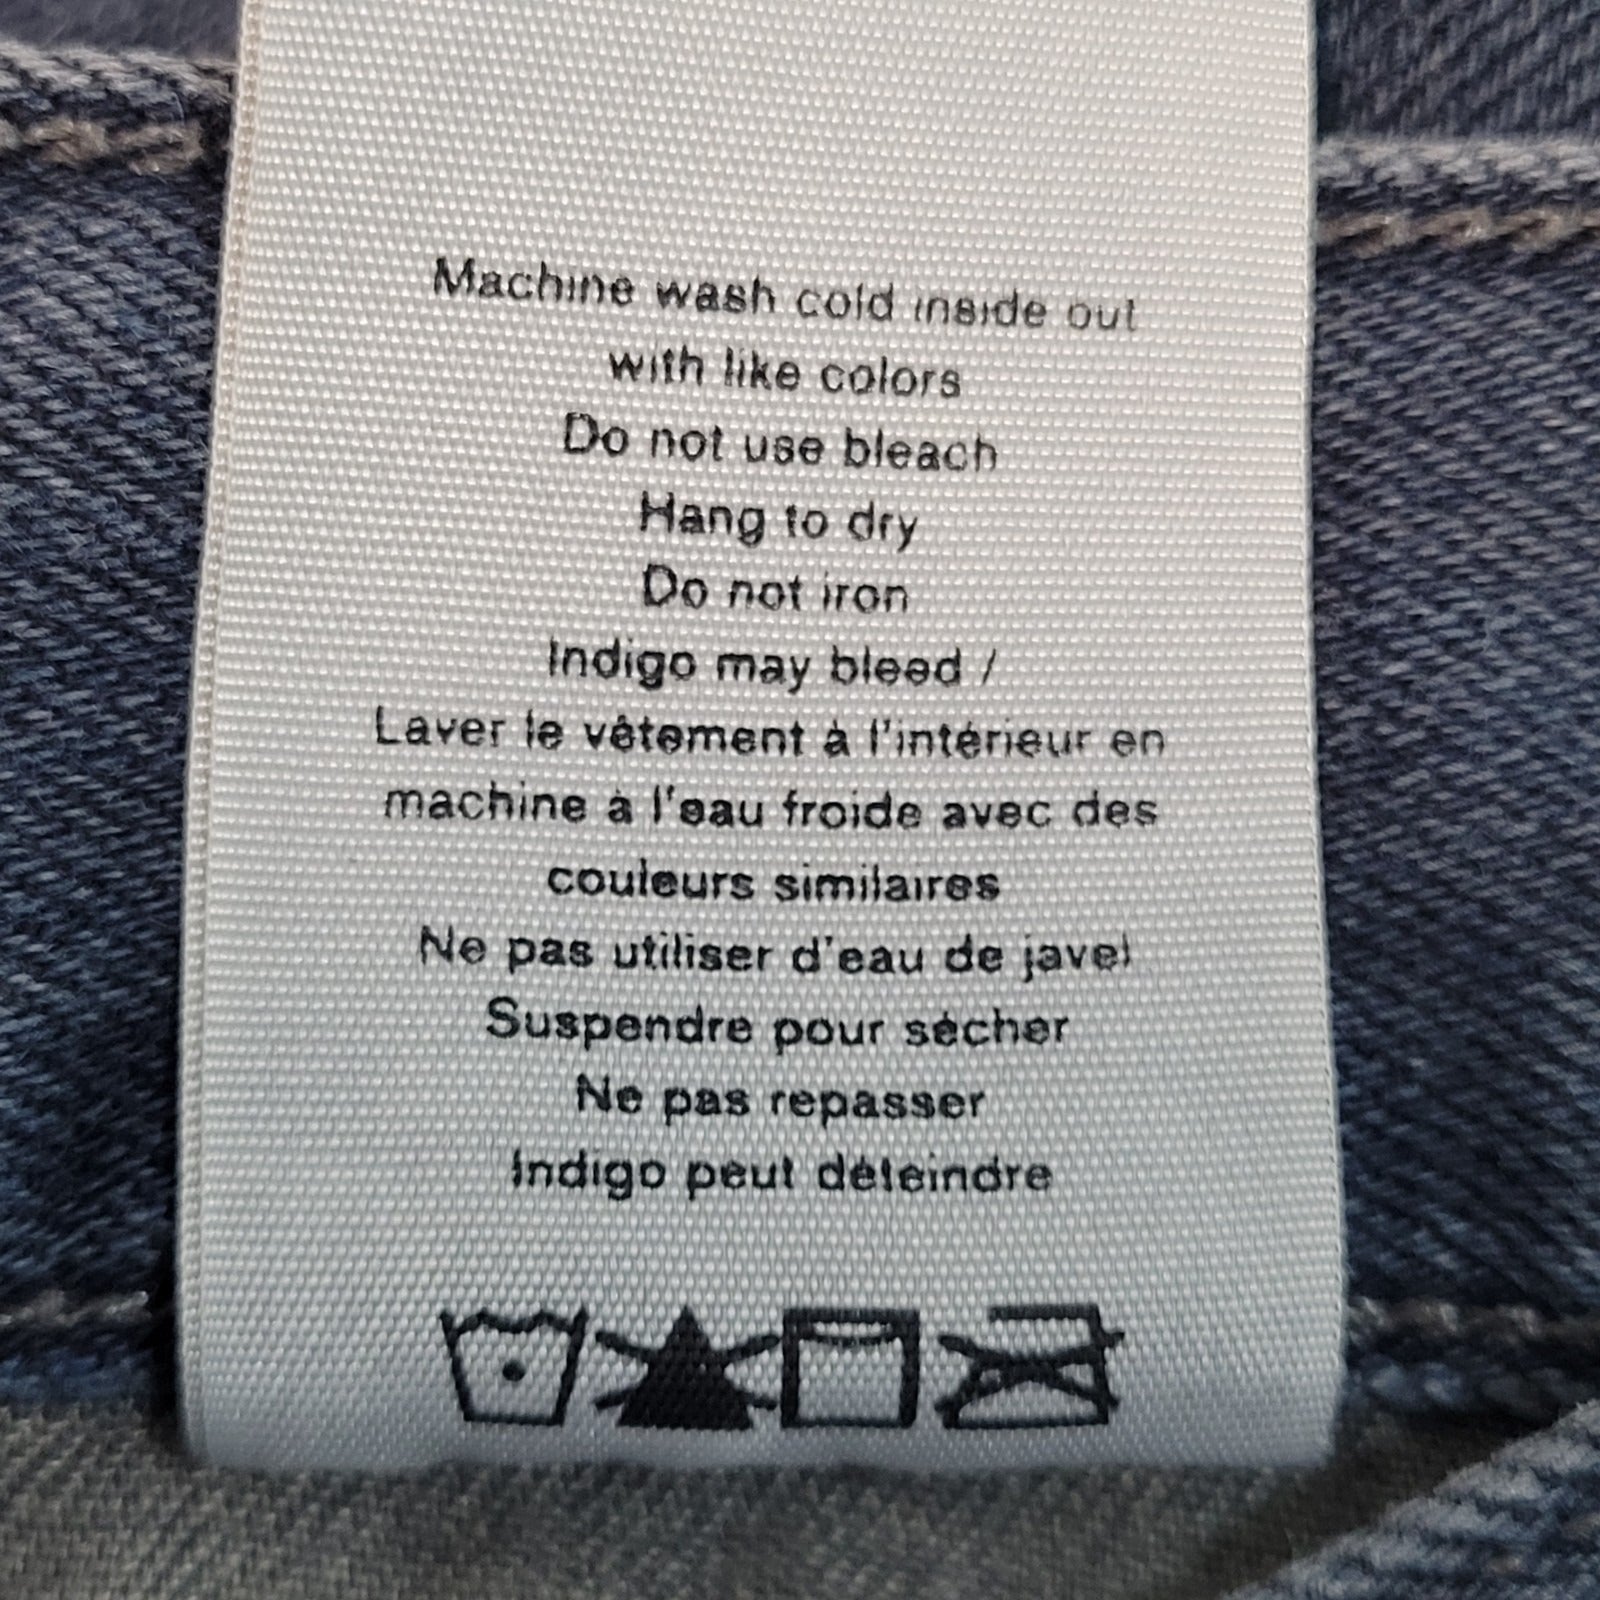 Machine wash cold inside out
with like colors
Do not use bleach
Hang to dry
Do not iron
Indigo may bleed /
Laver le vêtement à l'intérieur en
machine à l'eau froide avec des
couleurs similaires
Ne pas utiliser d'eau de javel
Suspendre pour sécher
Ne pas repasser
Indigo peut déteindre